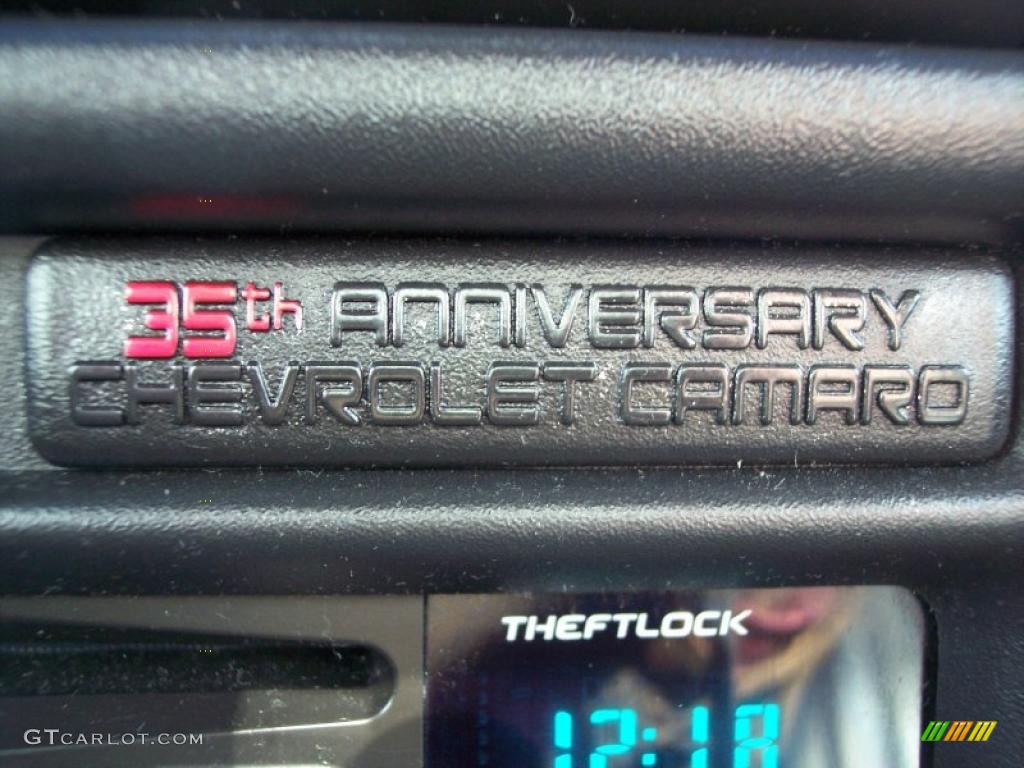 35th ANNIVERSARY
CHEVROLET CAMARO
THEFTLOCK
12:18
GTCARLOT.COM